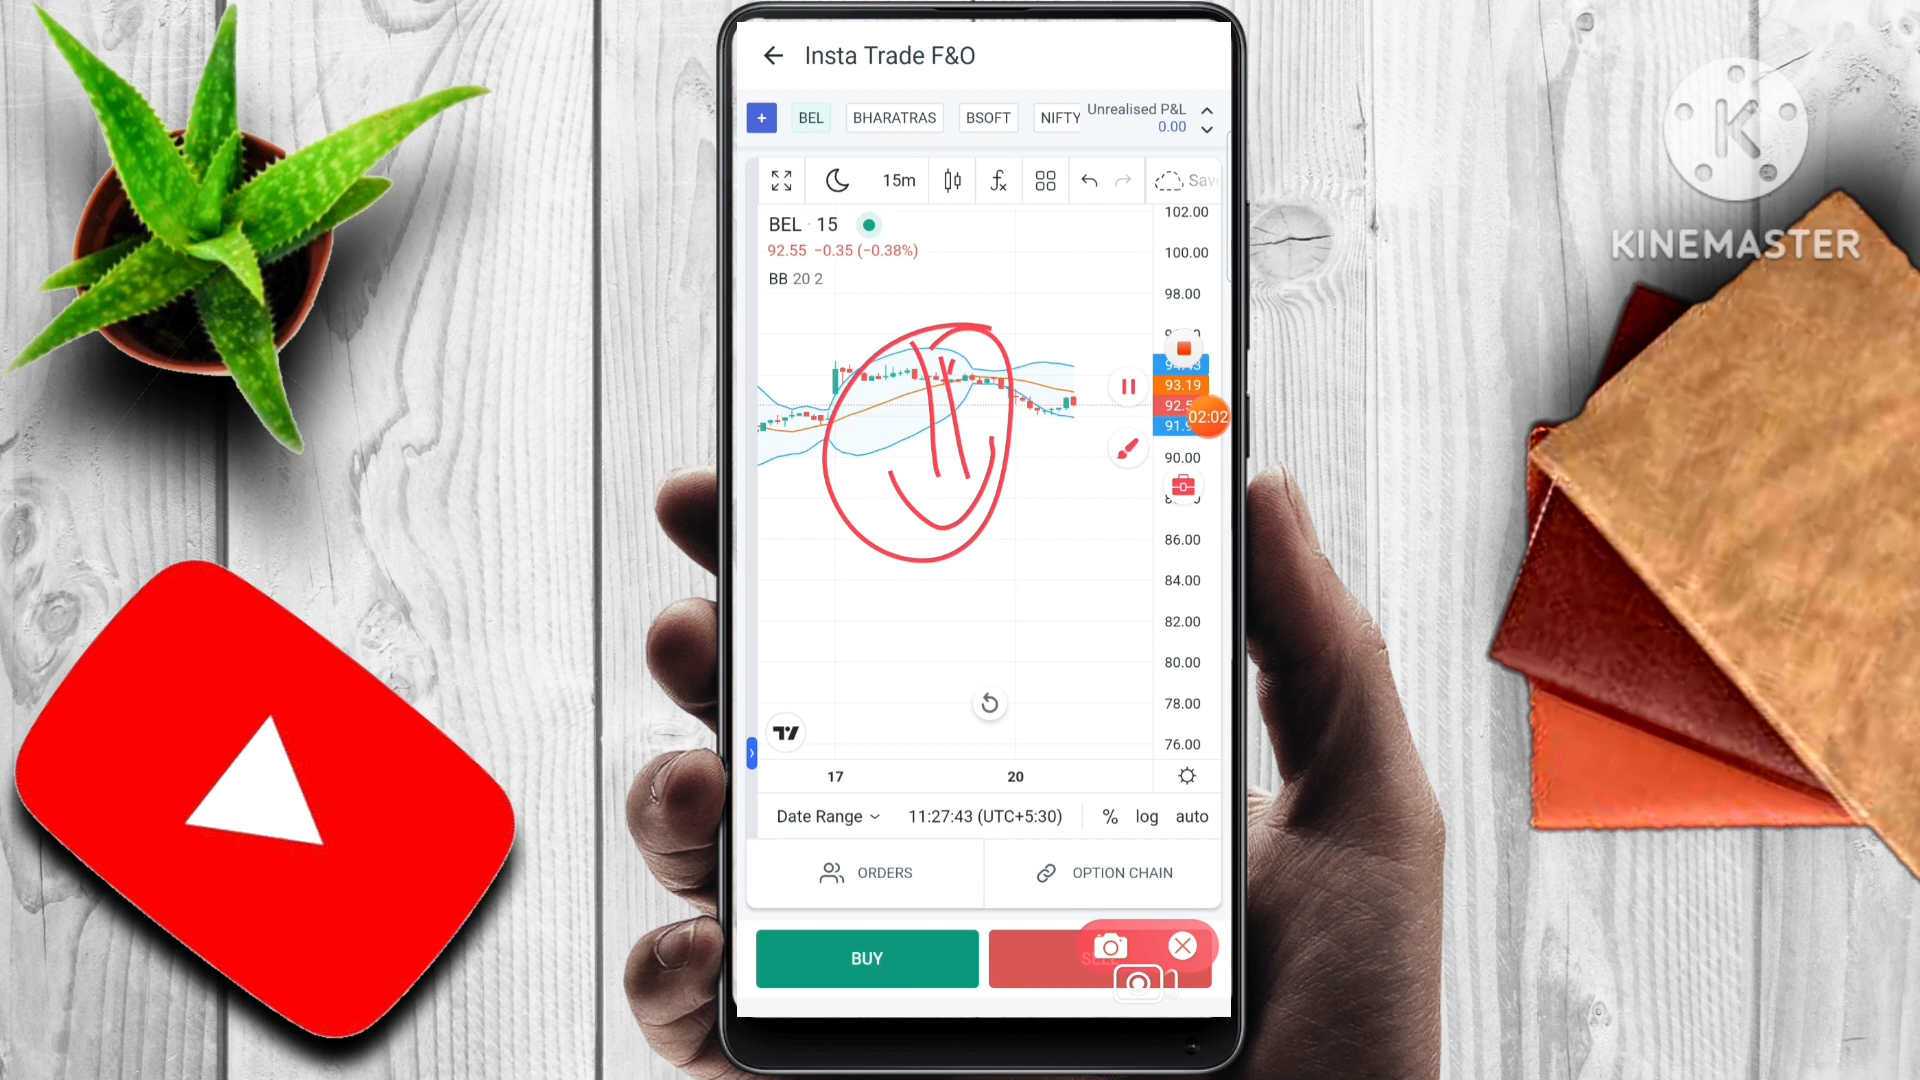 Insta Trade F&O
+ BEL BHARATRAS BSOFT NIFTY
Unrealised P&L
0.00
15m
BEL · 15
92.55 −0.35 (−0.38%)
BB 20 2
102.00
100.00
98.00
93.19
02:02
90.00
86.00
84.00
82.00
80.00
78.00
76.00
17 20
Date Range 11:27:43 (UTC+5:30) % log auto
ORDERS OPTION CHAIN
BUY
K
KINEMASTER